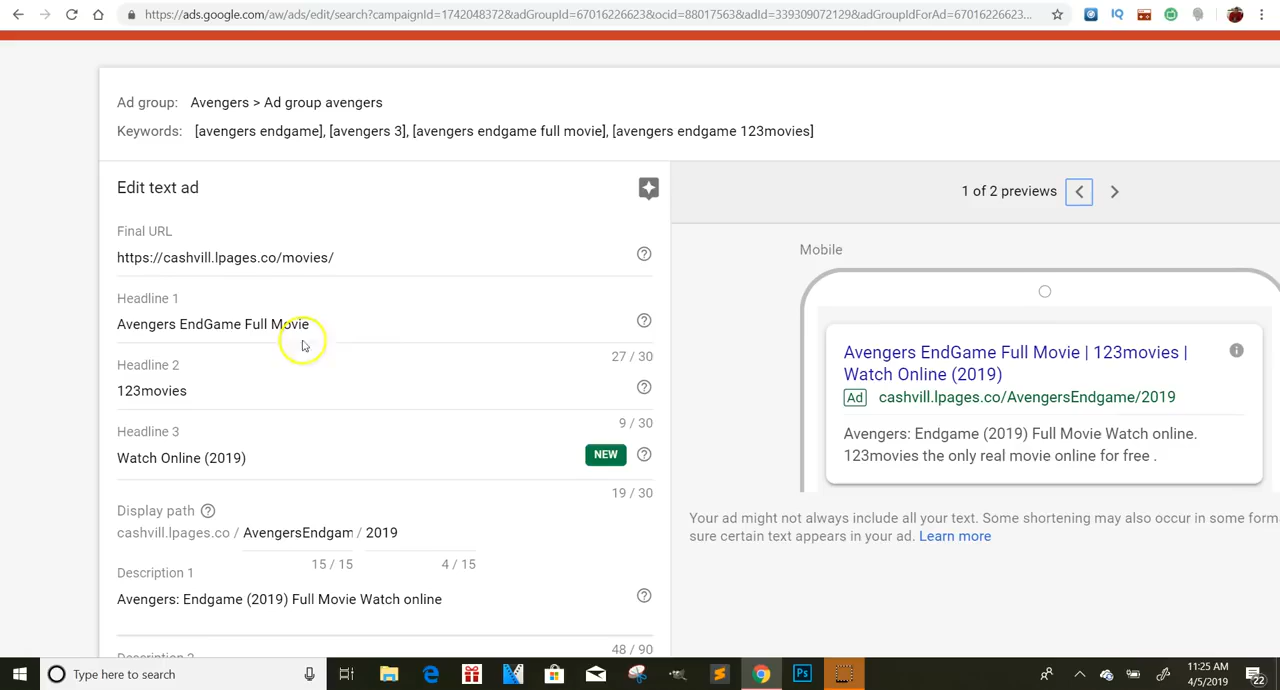 https://ads.google.com/aw/ads/edit/search?campaignId=1742048372&adGroupId=67016226623&ocid=88017563&adId=339309072129&adGroupIdForAd=67016226623...
IQ
Ad group: Avengers > Ad group avengers
Keywords: [avengers endgame], [avengers 3], [avengers endgame full movie], [avengers endgame 123movies]
Edit text ad
Final URL
https://cashvill.lpages.co/movies/
Headline 1
Avengers EndGame Full Movie
27 / 30
Headline 2
123movies
9 / 30
Headline 3
Watch Online (2019)
NEW
19 / 30
Display path
cashvill.lpages.co / AvengersEndgam / 2019
15 / 15 4 / 15
Description 1
Avengers: Endgame (2019) Full Movie Watch online
48 / 90
Description 2
1 of 2 previews
Mobile
Avengers EndGame Full Movie | 123movies |
Watch Online (2019)
Ad cashvill.lpages.co/AvengersEndgame/2019
Avengers: Endgame (2019) Full Movie Watch online.
123movies the only real movie online for free .
Your ad might not always include all your text. Some shortening may also occur in some form
sure certain text appears in your ad. Learn more
Type here to search
Ps
11:25 AM
4/5/2019
22